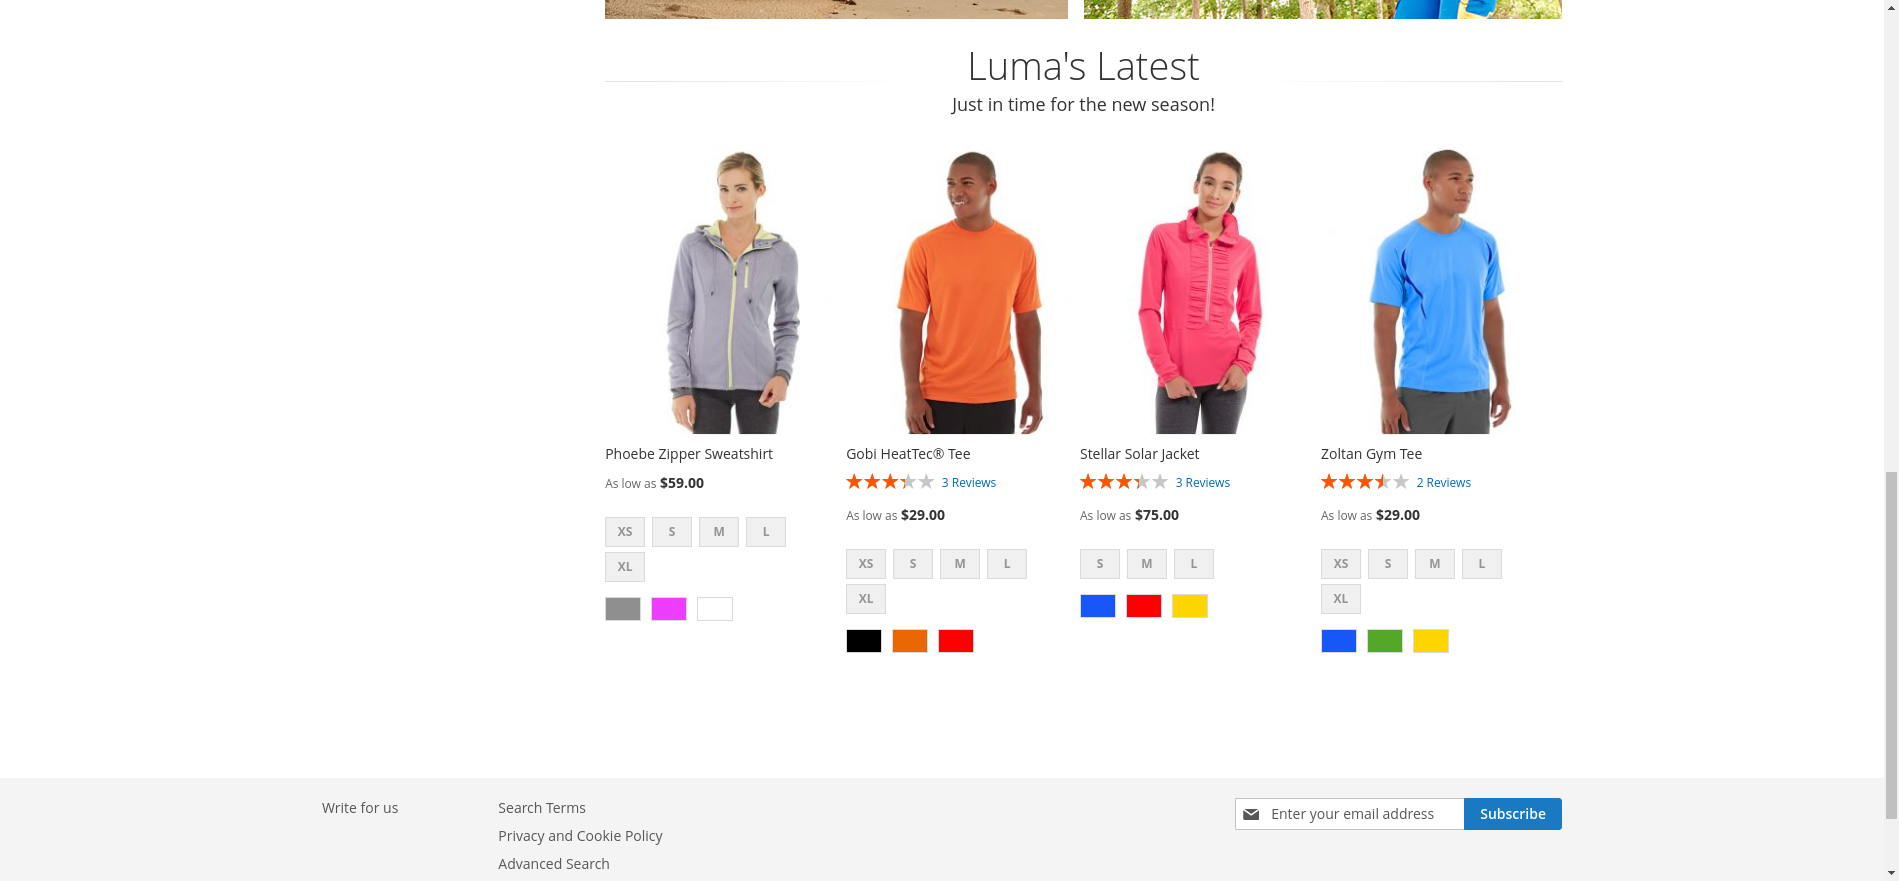 Luma's Latest
Just in time for the new season!
Phoebe Zipper Sweatshirt
As low as $59.00
XS S M L
XL
Gobi HeatTec® Tee
3 Reviews
As low as $29.00
XS S M L
XL
Stellar Solar Jacket
3 Reviews
As low as $75.00
S M L
Zoltan Gym Tee
2 Reviews
As low as $29.00
XS S M L
XL
Write for us
Search Terms
Privacy and Cookie Policy
Advanced Search
Enter your email address
Subscribe